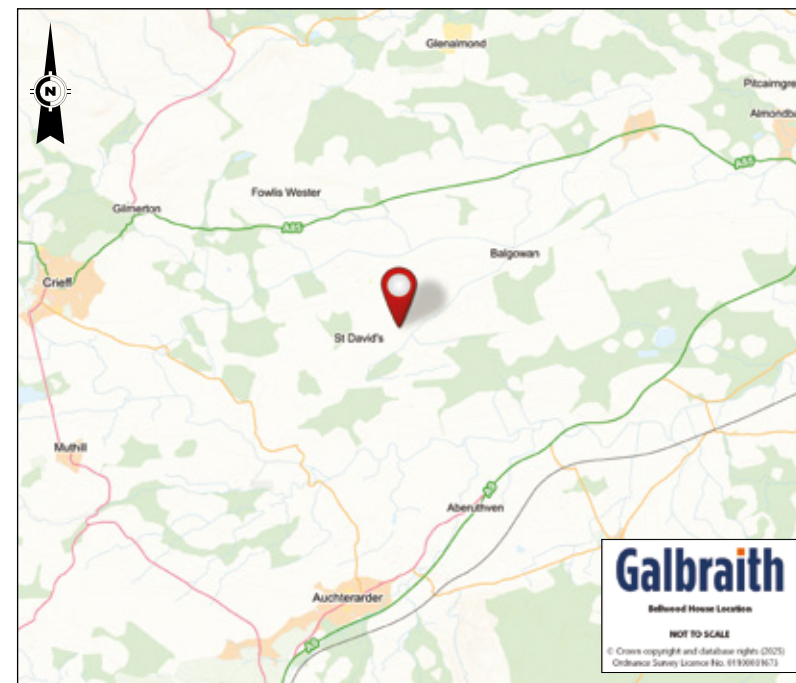 N
Glenalmond
Pitcairngre
Almondba
A85
Fowlis Wester
Gilmerton
A85
Balgowan
Crieff
St David's
Muthill
A9
Aberuthven
Auchterarder
A9
Galbraith
Bellwood House Location
NOT TO SCALE
© Crown copyright and database rights (2025)
Ordnance Survey Licence No.